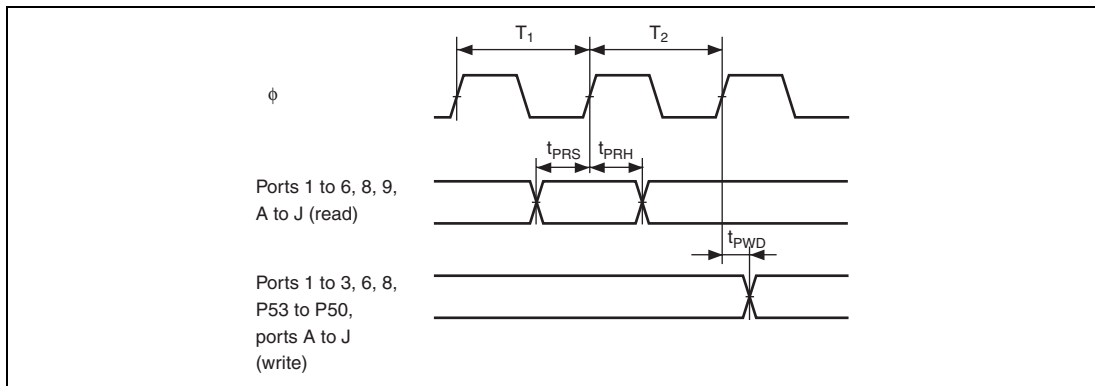 T1 T2
ϕ
tPRS tPRH
Ports 1 to 6, 8, 9,
A to J (read)
tPWD
Ports 1 to 3, 6, 8,
P53 to P50,
ports A to J
(write)